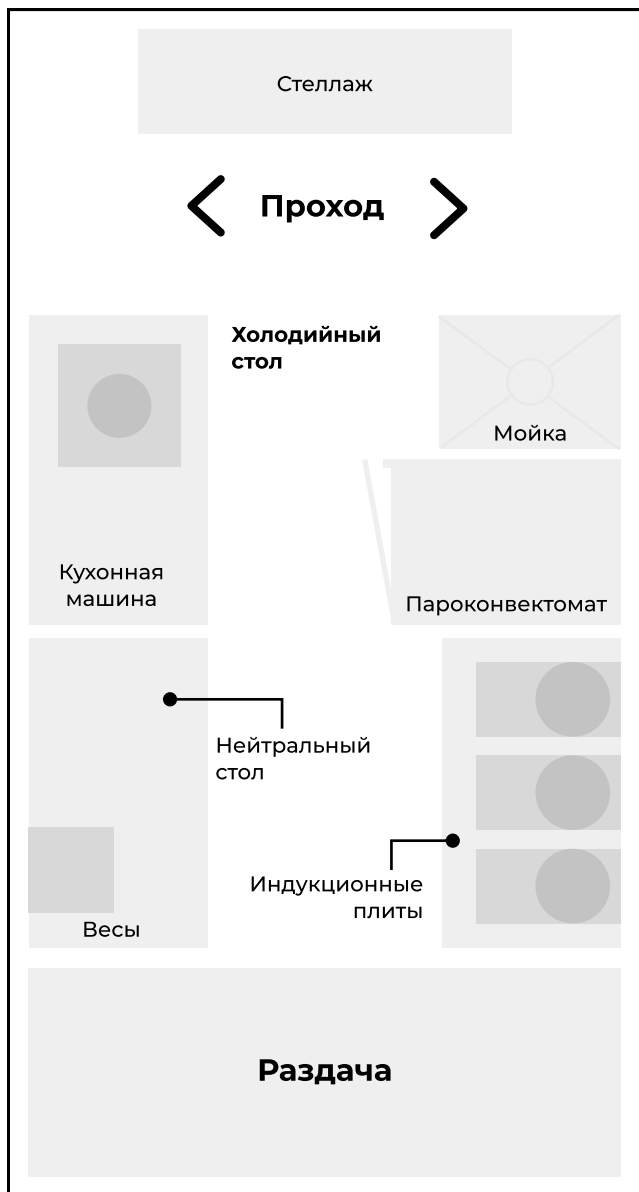 Стеллаж
Проход
Холодийный
стол
Мойка
Кухонная
машина
Пароконвектомат
Нейтральный
стол
Индукционные
плиты
Весы
Раздача